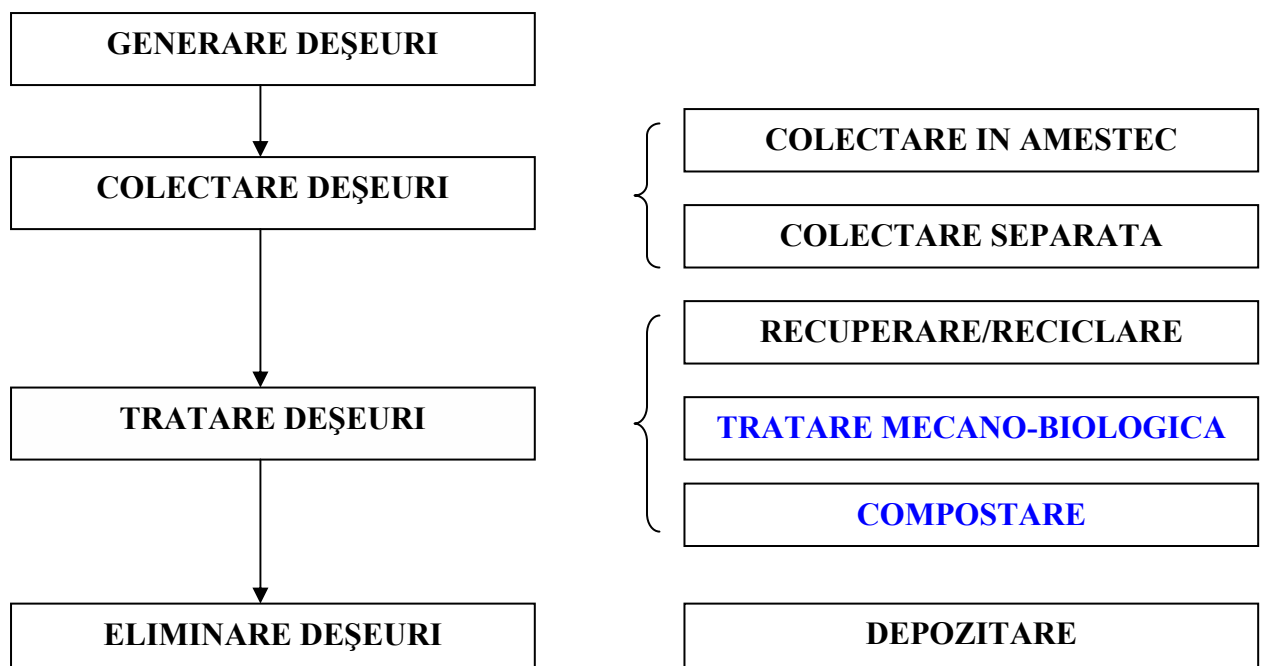 GENERARE DEŞEURI
COLECTARE DEŞEURI
COLECTARE IN AMESTEC
COLECTARE SEPARATA
TRATARE DEŞEURI
RECUPERARE/RECICLARE
TRATARE MECANO-BIOLOGICA
COMPOSTARE
ELIMINARE DEŞEURI
DEPOZITARE